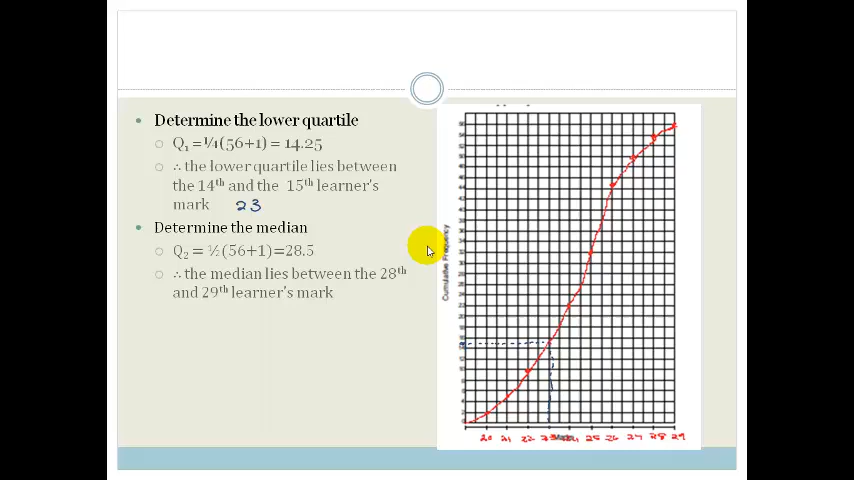 Determine the lower quartile
Q₁ = ¼(56+1) = 14.25
∴ the lower quartile lies between
the 14th and the 15th learner's
mark 23
Determine the median
Q₂ = ½(56+1)=28.5
∴ the median lies between the 28th
and 29th learner's mark
Cumulative Frequency
20 21 22 23 24 25 26 27 28 29